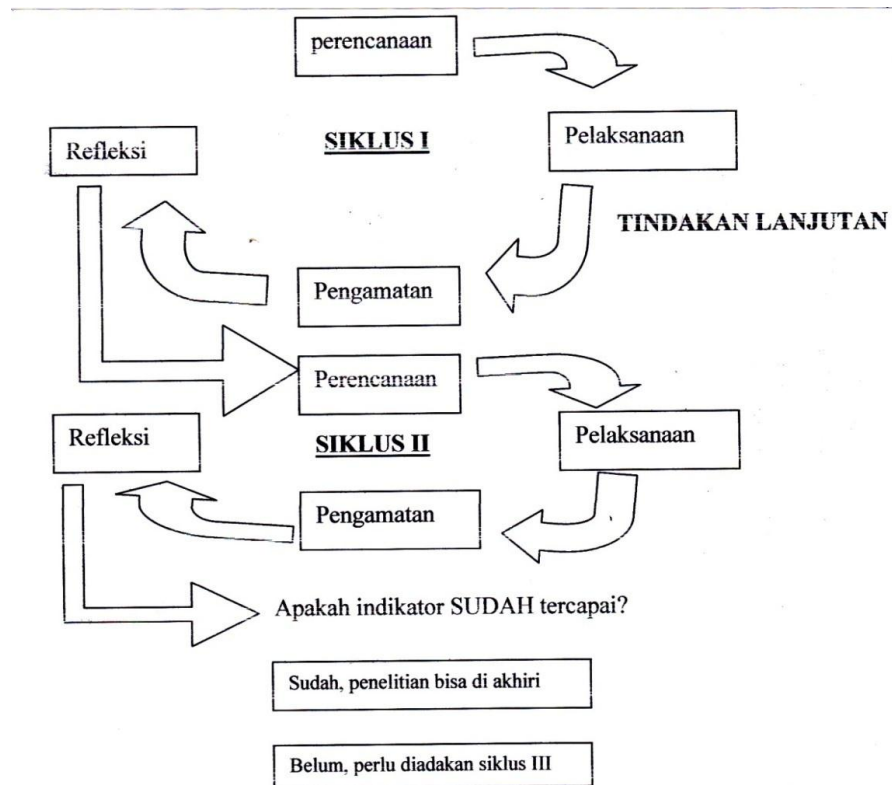 perencanaan
SIKLUS I
Refleksi
Pelaksanaan
TINDAKAN LANJUTAN
Pengamatan
Perencanaan
Refleksi
SIKLUS II
Pelaksanaan
Pengamatan
Apakah indikator SUDAH tercapai?
Sudah, penelitian bisa di akhiri
Belum, perlu diadakan siklus III